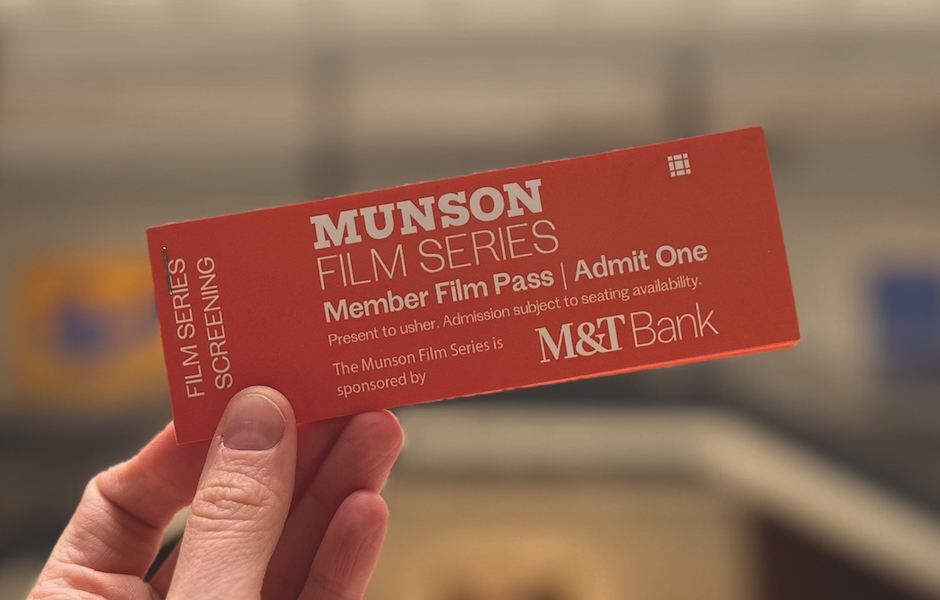 FILM SERIES
SCREENING
MUNSON
FILM SERIES
Member Film Pass | Admit One
Present to usher. Admission subject to seating availability.
The Munson Film Series is
sponsored by
M&T Bank